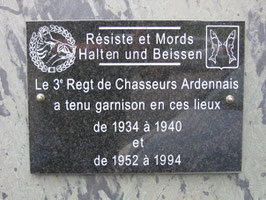 Résiste et Mords
Halten und Beissen
Le 3e Regt de Chasseurs Ardennais
a tenu garnison en ces lieux
de 1934 à 1940
et
de 1952 à 1994